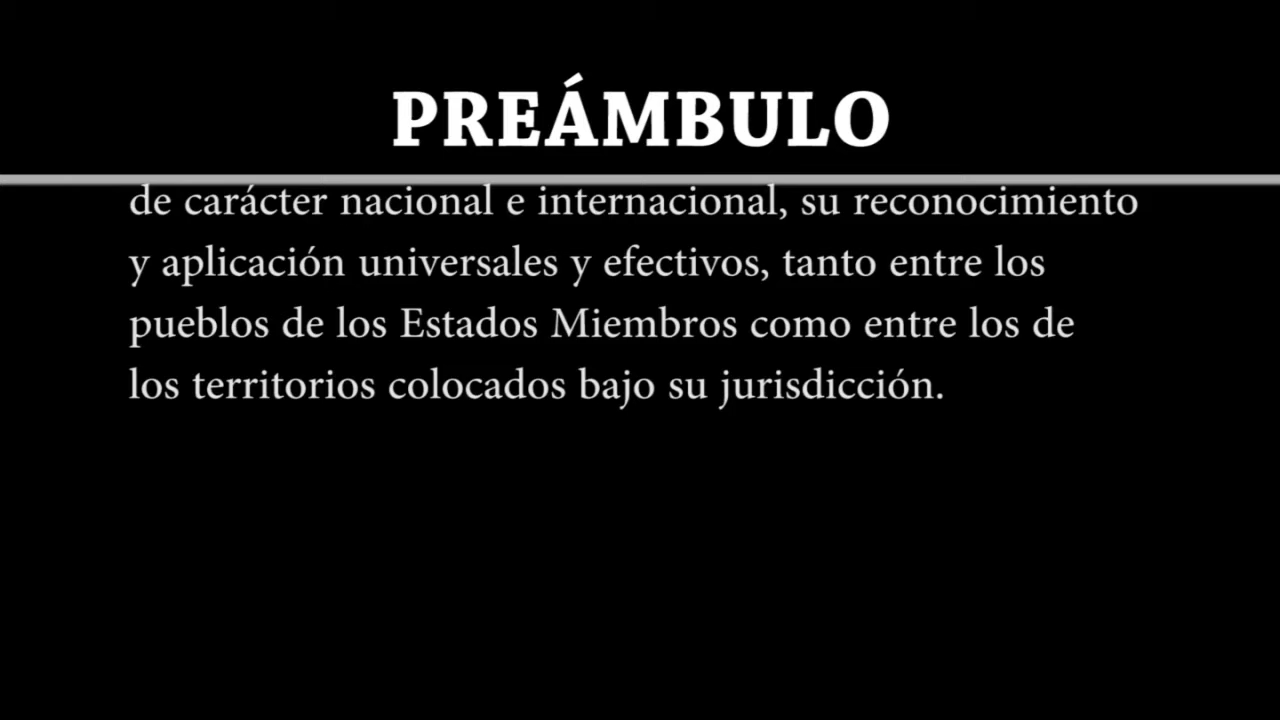 PREÁMBULO
de carácter nacional e internacional, su reconocimiento
y aplicación universales y efectivos, tanto entre los
pueblos de los Estados Miembros como entre los de
los territorios colocados bajo su jurisdicción.